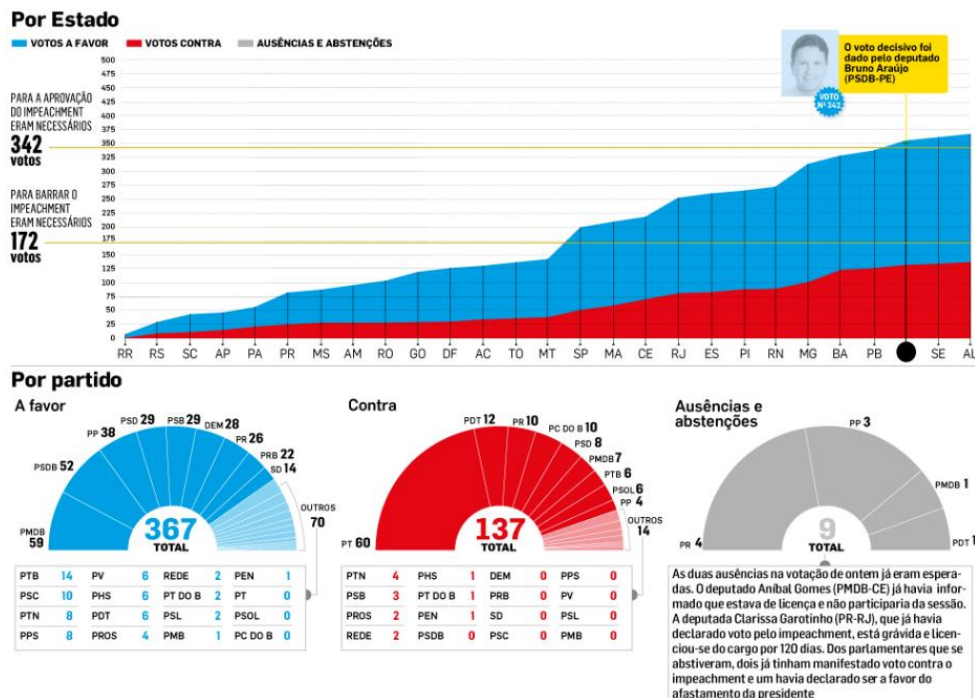 Por Estado
VOTOS A FAVOR VOTOS CONTRA AUSÊNCIAS E ABSTENÇÕES
O voto decisivo foi
dado pelo deputado
Bruno Araújo
(PSDB-PE)
VOTO
Nº 342
PARA A APROVAÇÃO
DO IMPEACHMENT
ERAM NECESSÁRIOS
342
votos
PARA BARRAR O
IMPEACHMENT
ERAM NECESSÁRIOS
172
votos
500
475
450
425
400
375
350
325
300
275
250
225
200
175
150
125
100
75
50
25
0
RR RS SC AP PA PR MS AM RO GO DF AC TO MT SP MA CE RJ ES PI RN MG BA PB SE AL
Por partido
A favor
PMDB
59
PSDB 52
PP 38
PSD 29
PSB 29
DEM 28
PR 26
PRB 22
SD 14
OUTROS
70
367
TOTAL
PTB 14 PV 6 REDE 2 PEN 1
PSC 10 PHS 6 PT DO B 2 PT 0
PTN 8 PDT 6 PSL 2 PSOL 0
PPS 8 PROS 4 PMB 1 PC DO B 0
Contra
PT 60
PDT 12
PR 10
PC DO B 10
PSD 8
PMDB 7
PTB 6
PSOL 6
PP 4
OUTROS
14
137
TOTAL
PTN 4 PHS 1 DEM 0 PPS 0
PSB 3 PT DO B 1 PRB 0 PV 0
PROS 2 PEN 1 SD 0 PSL 0
REDE 2 PSDB 0 PSC 0 PMB 0
Ausências e
abstenções
PR 4
PP 3
PMDB 1
PDT 1
9
TOTAL
As duas ausências na votação de ontem já eram espera-
das. O deputado Aníbal Gomes (PMDB-CE) já havia infor-
mado que estava de licença e não participaria da sessão.
A deputada Clarissa Garotinho (PR-RJ), que já havia
declarado voto pelo impeachment, está grávida e licen-
ciou-se do cargo por 120 dias. Dos parlamentares que se
abstiveram, dois já tinham manifestado voto contra o
impeachment e um havia declarado ser a favor do
afastamento da presidente